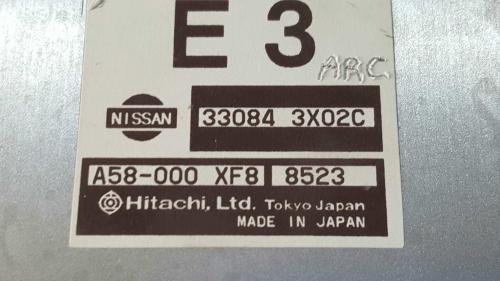 E 3
ARC
NISSAN
33084 3X02C
A58-000 XF8 8523
Hitachi, Ltd. Tokyo Japan
MADE IN JAPAN